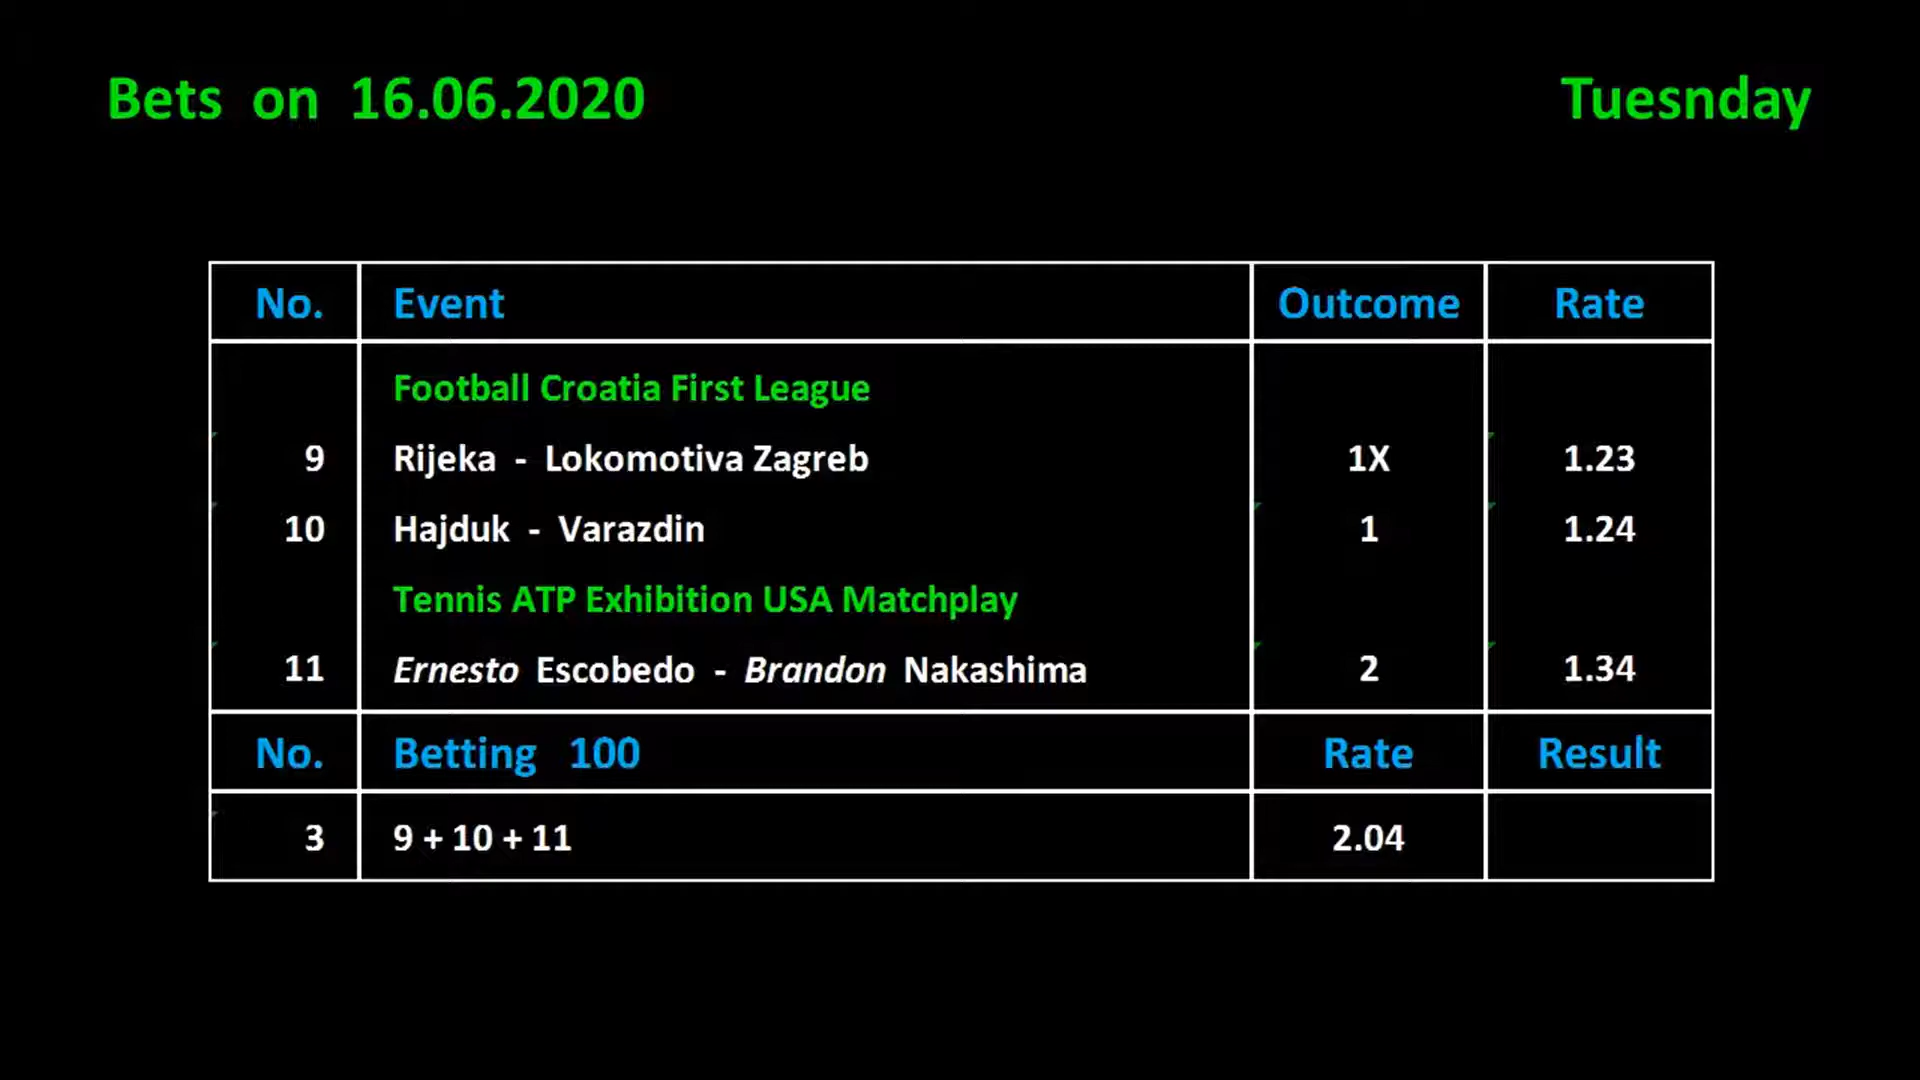 Bets on 16.06.2020 Tuesnday
No. Event Outcome Rate
Football Croatia First League
9 Rijeka - Lokomotiva Zagreb 1X 1.23
10 Hajduk - Varazdin 1 1.24
Tennis ATP Exhibition USA Matchplay
11 Ernesto Escobedo - Brandon Nakashima 2 1.34
No. Betting 100 Rate Result
3 9 + 10 + 11 2.04